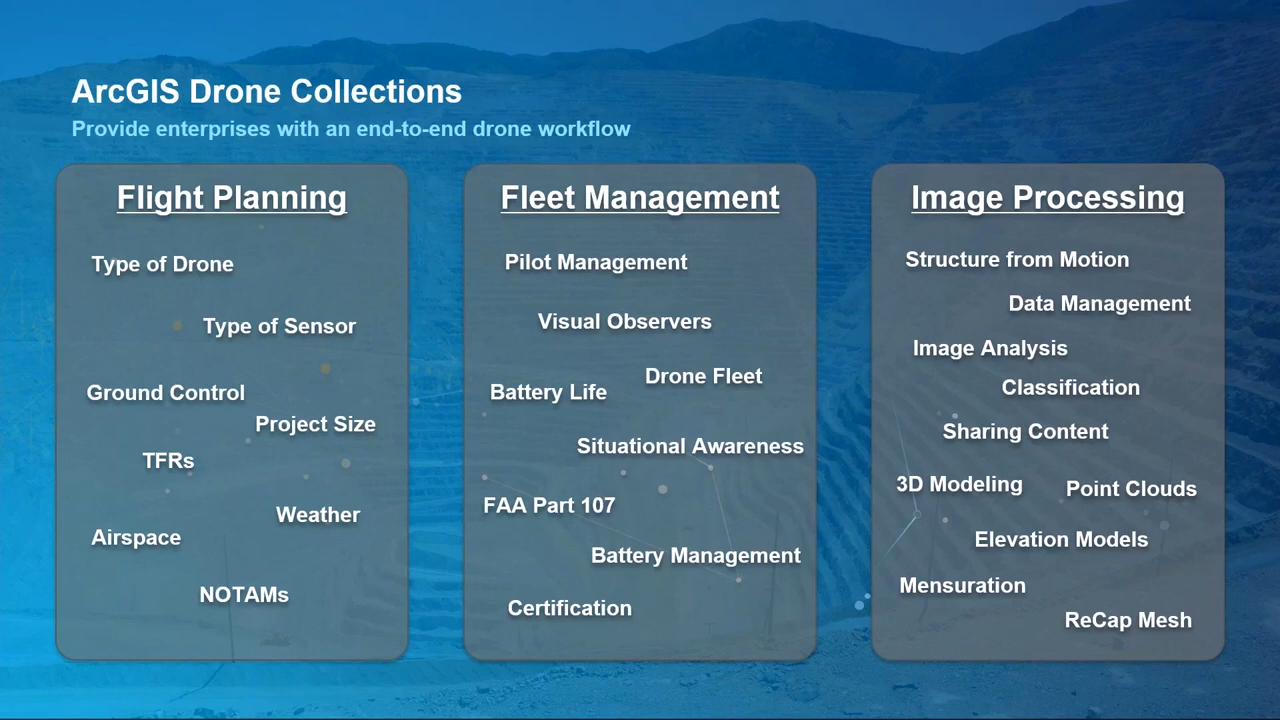 ArcGIS Drone Collections
Provide enterprises with an end-to-end drone workflow
Flight Planning
Type of Drone
Type of Sensor
Ground Control
Project Size
TFRs
Weather
Airspace
NOTAMs
Fleet Management
Pilot Management
Visual Observers
Drone Fleet
Battery Life
Situational Awareness
FAA Part 107
Battery Management
Certification
Image Processing
Structure from Motion
Data Management
Image Analysis
Classification
Sharing Content
3D Modeling
Point Clouds
Elevation Models
Mensuration
ReCap Mesh